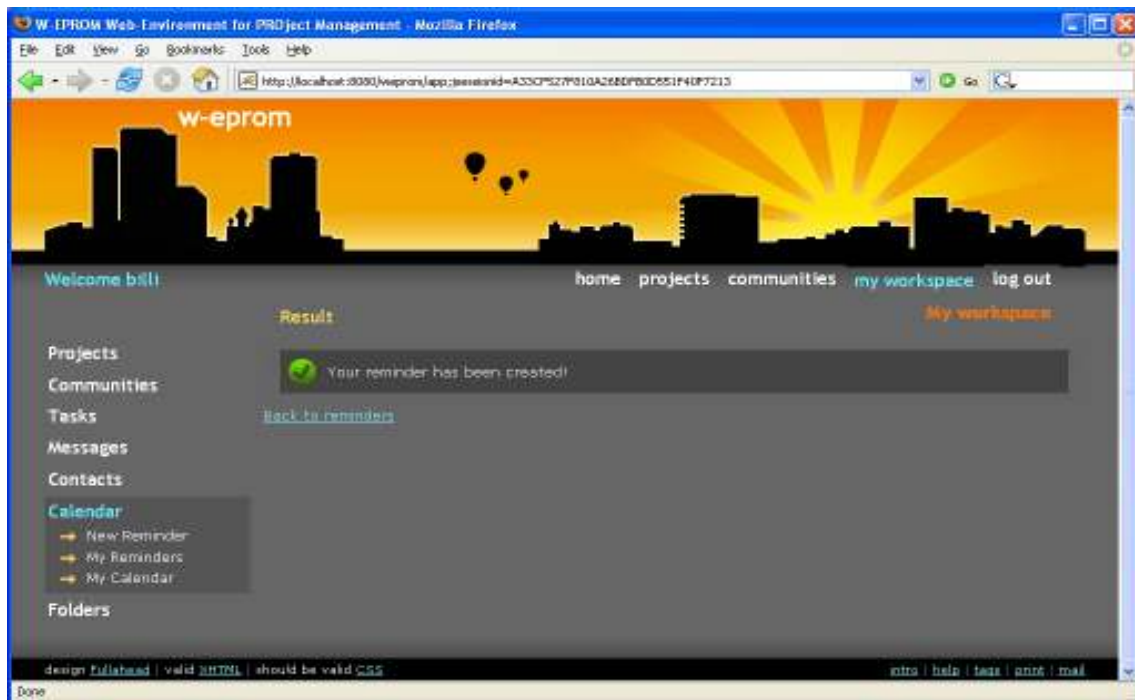 W-EPROM Web-Environment for PROject Management - Mozilla Firefox
File Edit View Go Bookmarks Tools Help
Go
w-eprom
Welcome billi
home projects communities my workspace log out
Result
My workspace
Your reminder has been created!
Back to reminders
Projects
Communities
Tasks
Messages
Contacts
Calendar
New Reminder
My Reminders
My Calendar
Folders
design Fullahead | valid XHTML | should be valid CSS
intro | help | tags | print | mail
Done